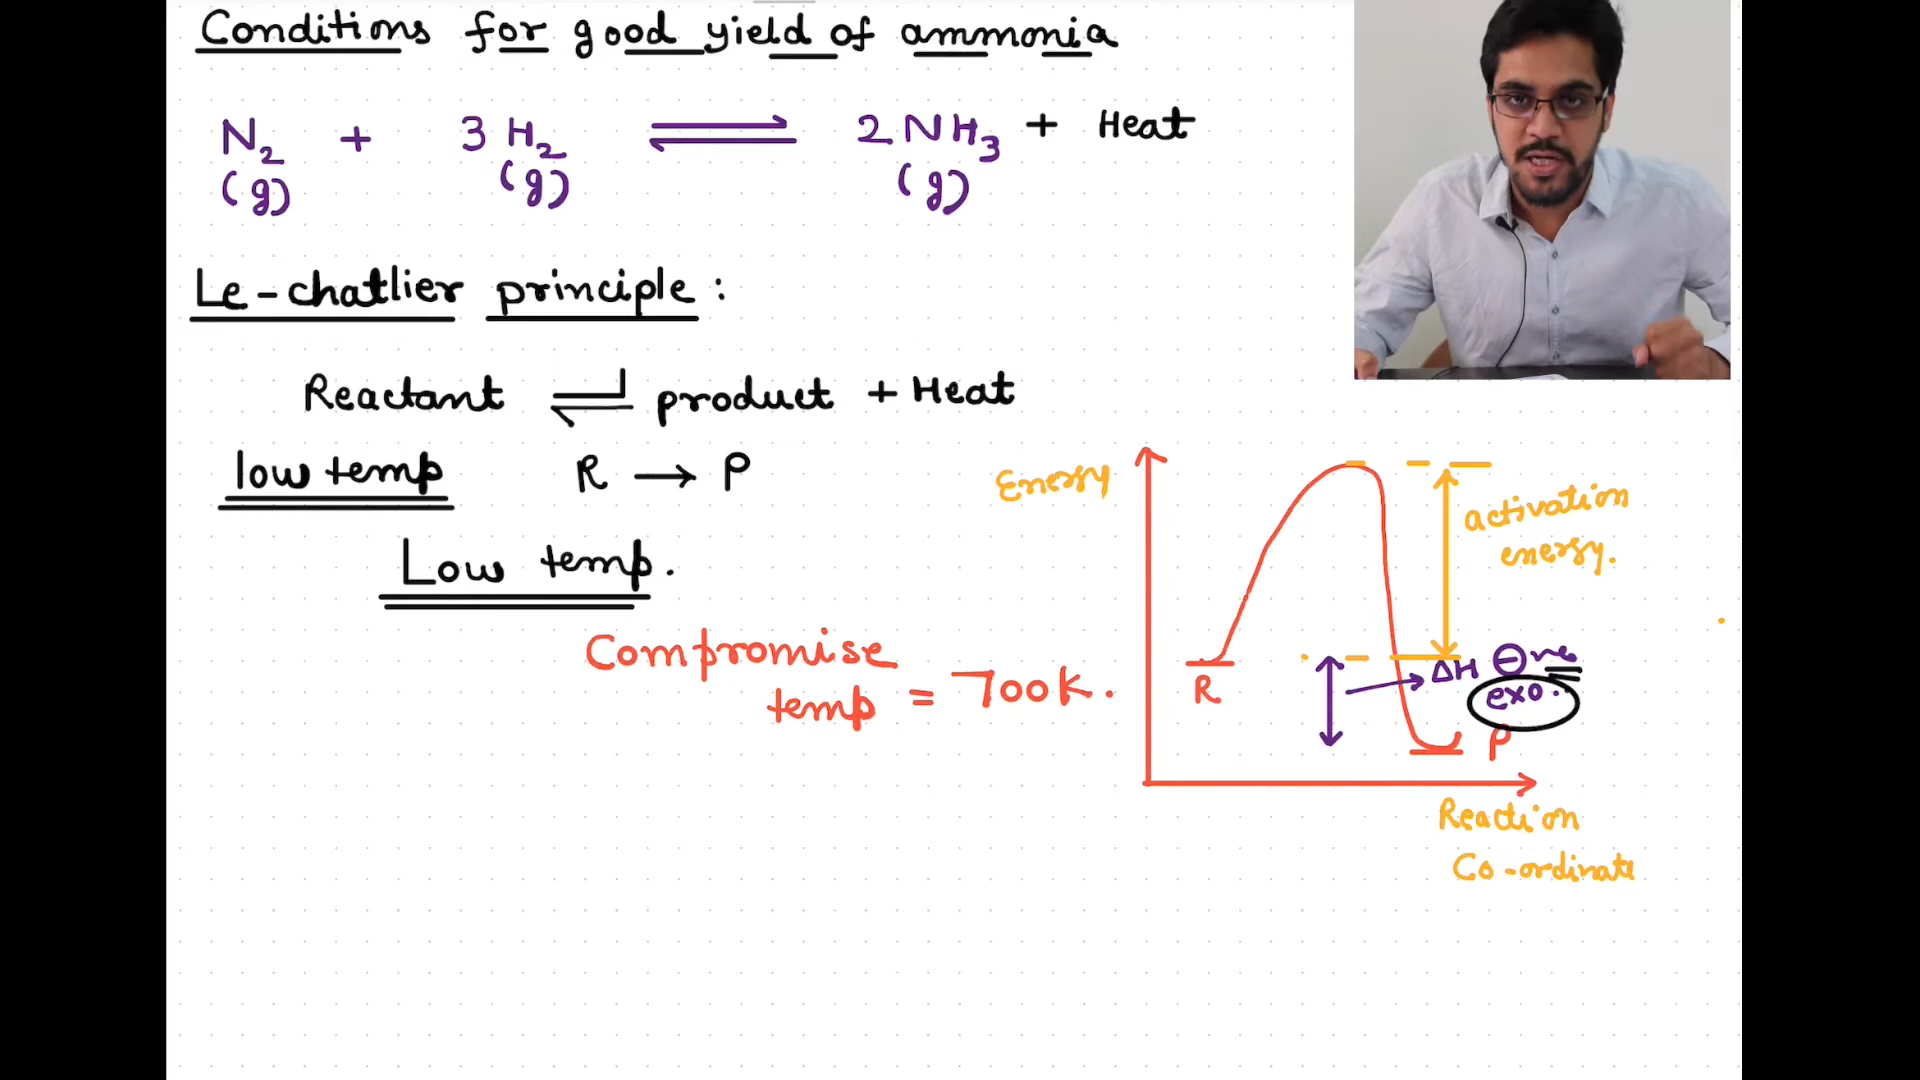 Conditions for good yield of ammonia
N₂ + 3 H₂ ⇌ 2 NH₃ + Heat
(g) (g) (g)
Le-chatlier principle :
Reactant ⇌ product + Heat
low temp R → P
Low temp.
Compromise
temp = 700K.
Energy
activation
energy.
R
ΔH ⊖ve
exo.
P
Reaction
Co-ordinate